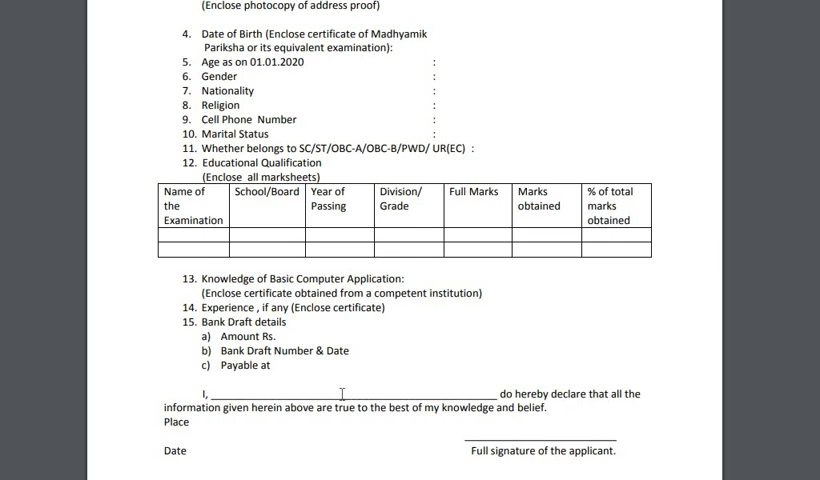 (Enclose photocopy of address proof)
4. Date of Birth (Enclose certificate of Madhyamik
Pariksha or its equivalent examination):
5. Age as on 01.01.2020 :
6. Gender :
7. Nationality :
8. Religion :
9. Cell Phone Number :
10. Marital Status :
11. Whether belongs to SC/ST/OBC-A/OBC-B/PWD/ UR(EC) :
12. Educational Qualification
(Enclose all marksheets)
Name of the Examination School/Board Year of Passing Division/ Grade Full Marks Marks obtained % of total marks obtained
13. Knowledge of Basic Computer Application:
(Enclose certificate obtained from a competent institution)
14. Experience , if any (Enclose certificate)
15. Bank Draft details
a) Amount Rs.
b) Bank Draft Number & Date
c) Payable at
I, ______________________________ do hereby declare that all the
information given herein above are true to the best of my knowledge and belief.
Place
Date Full signature of the applicant.